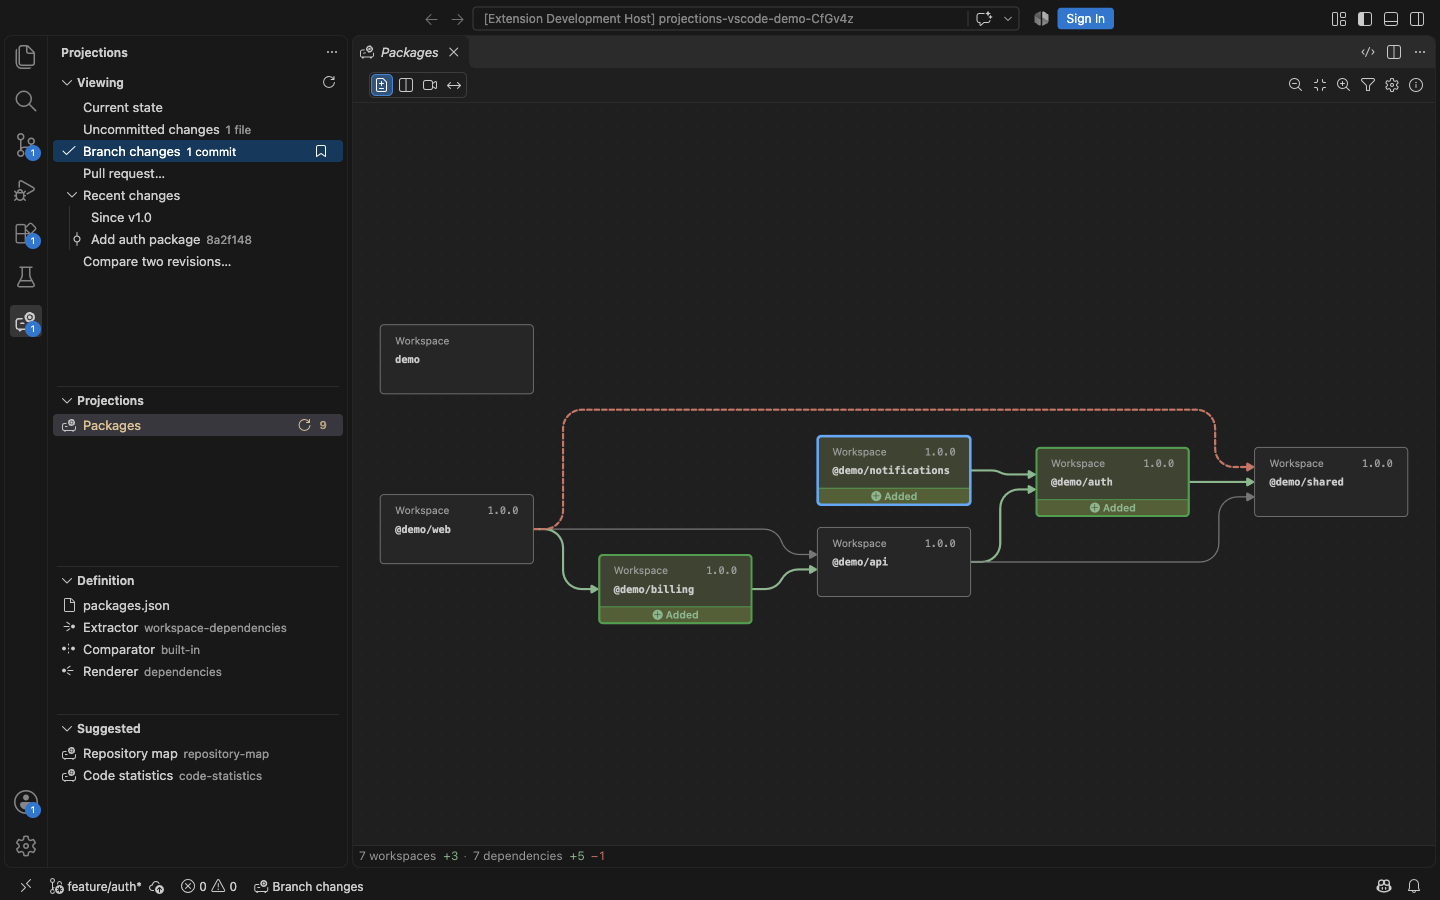 [Extension Development Host] projections-vscode-demo-CfGv4z
Sign In
Projections
Viewing
Current state
Uncommitted changes 1 file
Branch changes 1 commit
Pull request...
Recent changes
Since v1.0
Add auth package 8a2f148
Compare two revisions...
Projections
Packages 9
Definition
packages.json
Extractor workspace-dependencies
Comparator built-in
Renderer dependencies
Suggested
Repository map repository-map
Code statistics code-statistics
1
1
1
1
Packages
Workspace
demo
Workspace 1.0.0
@demo/web
Workspace 1.0.0
@demo/billing
Added
Workspace 1.0.0
@demo/notifications
Added
Workspace 1.0.0
@demo/api
Workspace 1.0.0
@demo/auth
Added
Workspace 1.0.0
@demo/shared
7 workspaces +3 · 7 dependencies +5 −1
feature/auth* 0 0 Branch changes